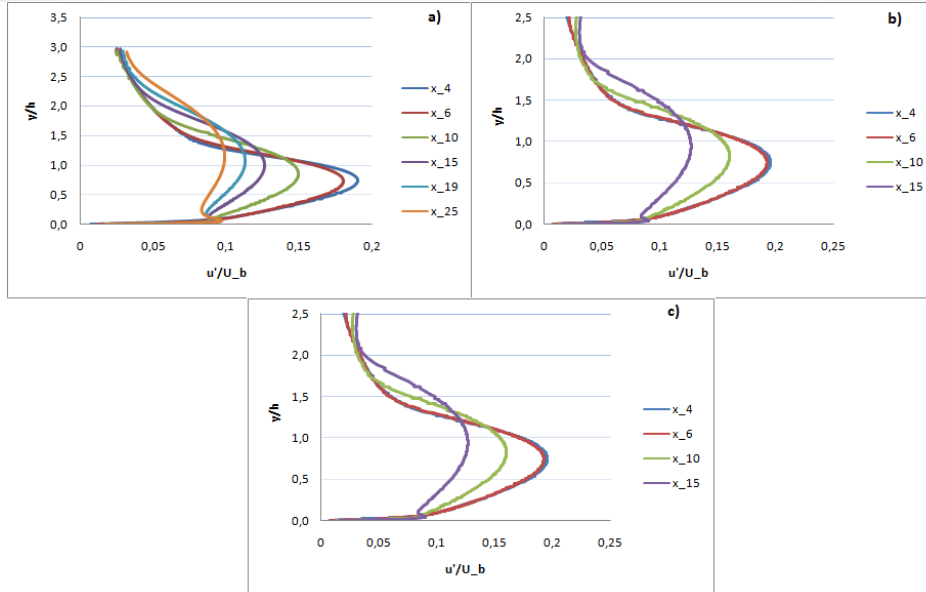 a)
3,5
3,0
2,5
2,0
1,5
1,0
0,5
0,0
y/h
0 0,05 0,1 0,15 0,2
u'/U_b
x_4
x_6
x_10
x_15
x_19
x_25
b)
2,5
2,0
1,5
1,0
0,5
0,0
y/h
0 0,05 0,1 0,15 0,2 0,25
u'/U_b
x_4
x_6
x_10
x_15
c)
2,5
2,0
1,5
1,0
0,5
0,0
y/h
0 0,05 0,1 0,15 0,2 0,25
u'/U_b
x_4
x_6
x_10
x_15